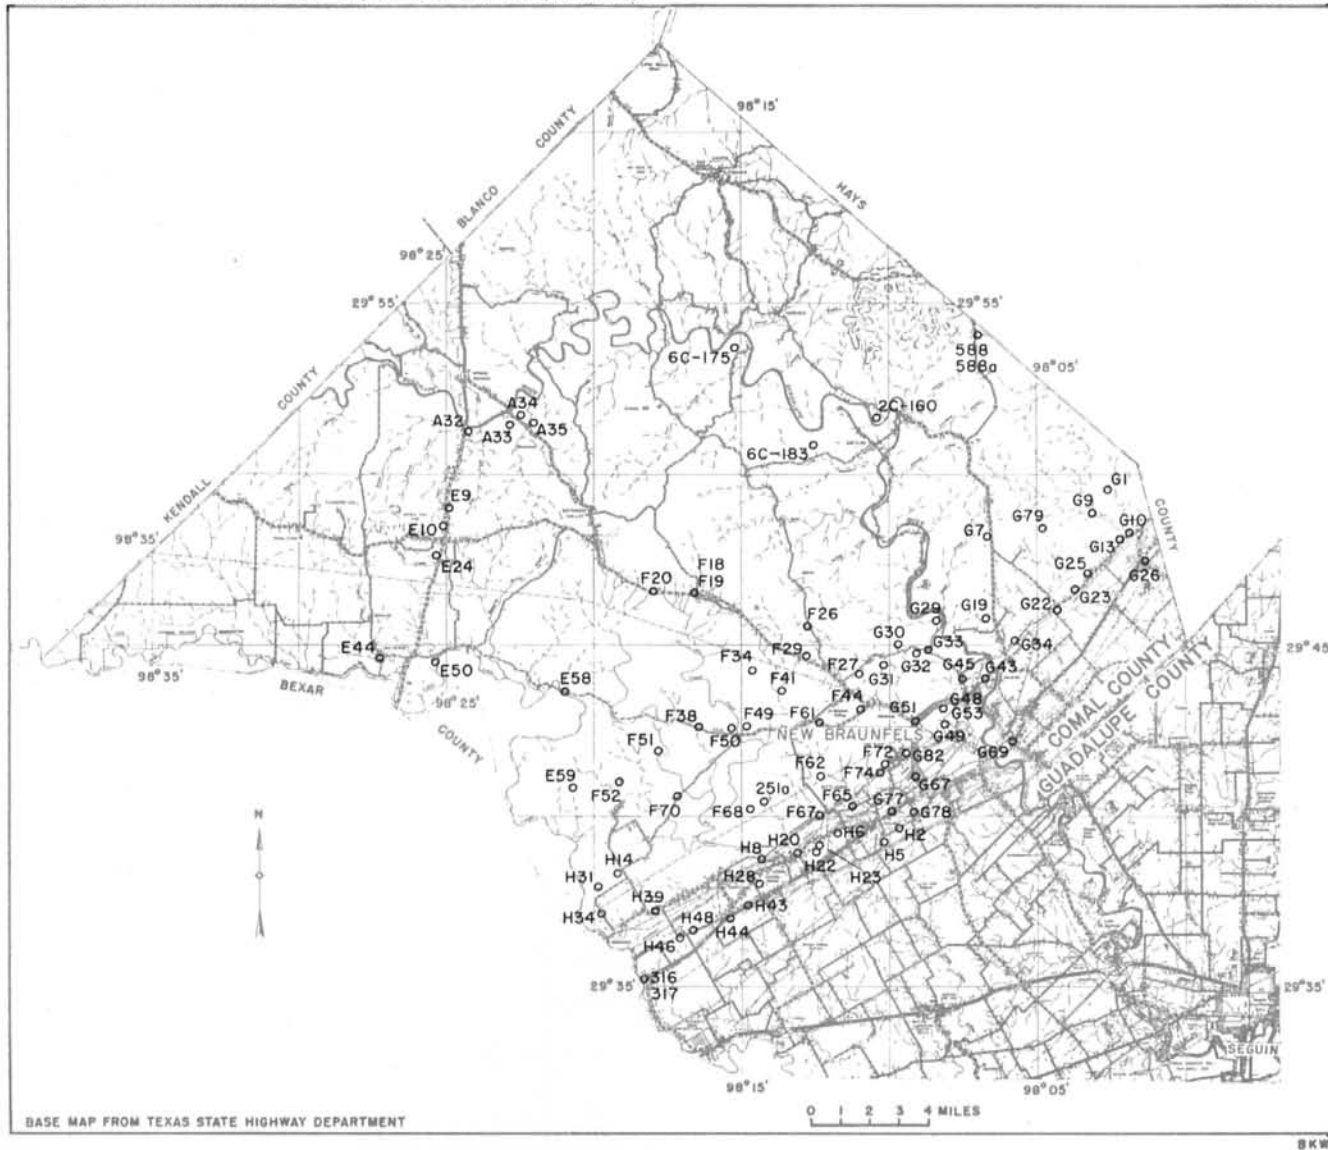 98° 15'
COUNTY
BLANCO
HAYS
98° 25'
29° 55'
29° 55'
588
588a
98° 05'
6C-175
COUNTY
2C-160
A34
A32
A33
A35
6C-183
KENDALL
E9
E10
E24
G1
G9
G79
G7
G10
G13
COUNTY
98° 35'
F18
F19
F20
G25
G26
G23
G22
F26
G29
G19
G30
G33
G34
F29
G32
E44
E50
F34
F27
G31
G45
G43
29° 45'
98° 35'
BEXAR
98° 25'
E58
F41
F44
G48
G51
G53
F38
F49
F61
F50
NEW BRAUNFELS
G49
G69
COMAL COUNTY
GUADALUPE COUNTY
COUNTY
F51
F72
G82
F62
F74
G67
E59
F52
251a
F70
F68
F65
F67
G77
G78
N
H6
H2
H20
H5
H8
H22
H23
H14
H31
H28
H39
H34
H48
H43
H44
H46
316
317
29° 35'
29° 35'
SEGUIN
98° 15'
98° 05'
0 1 2 3 4 MILES
BASE MAP FROM TEXAS STATE HIGHWAY DEPARTMENT
BKW